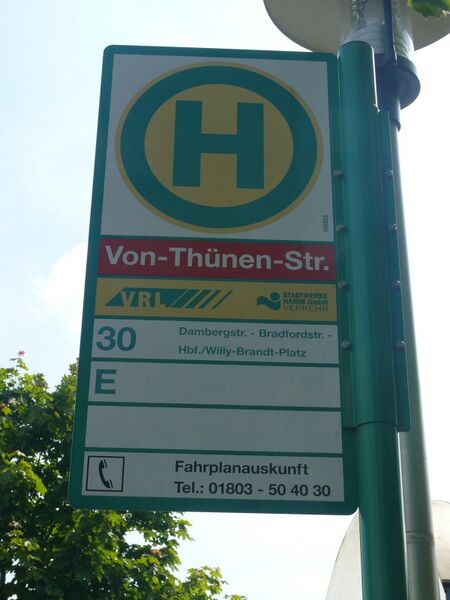 H
Von-Thünen-Str.
VRL
STADTWERKE
HAMM GmbH
VERKEHR
30
Dambergstr. - Bradfordstr. -
Hbf./Willy-Brandt-Platz
E
Fahrplanauskunft
Tel.: 01803 - 50 40 30